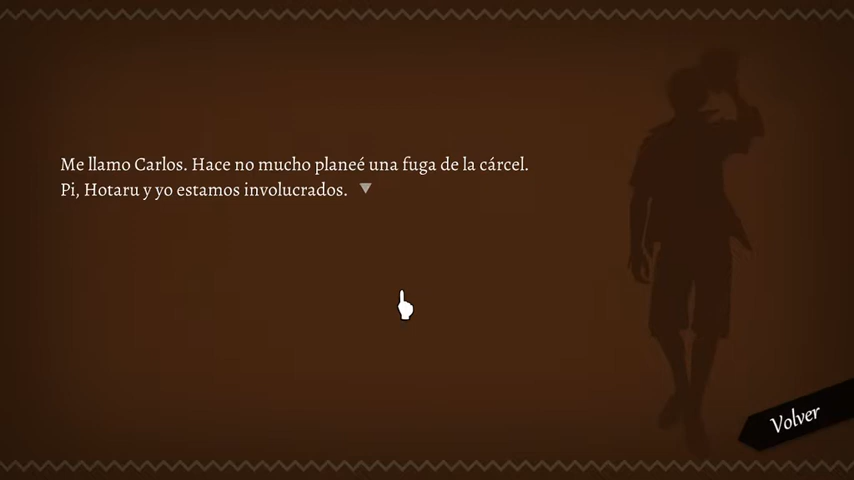 Me llamo Carlos. Hace no mucho planeé una fuga de la cárcel.
Pi, Hotaru y yo estamos involucrados.
Volver